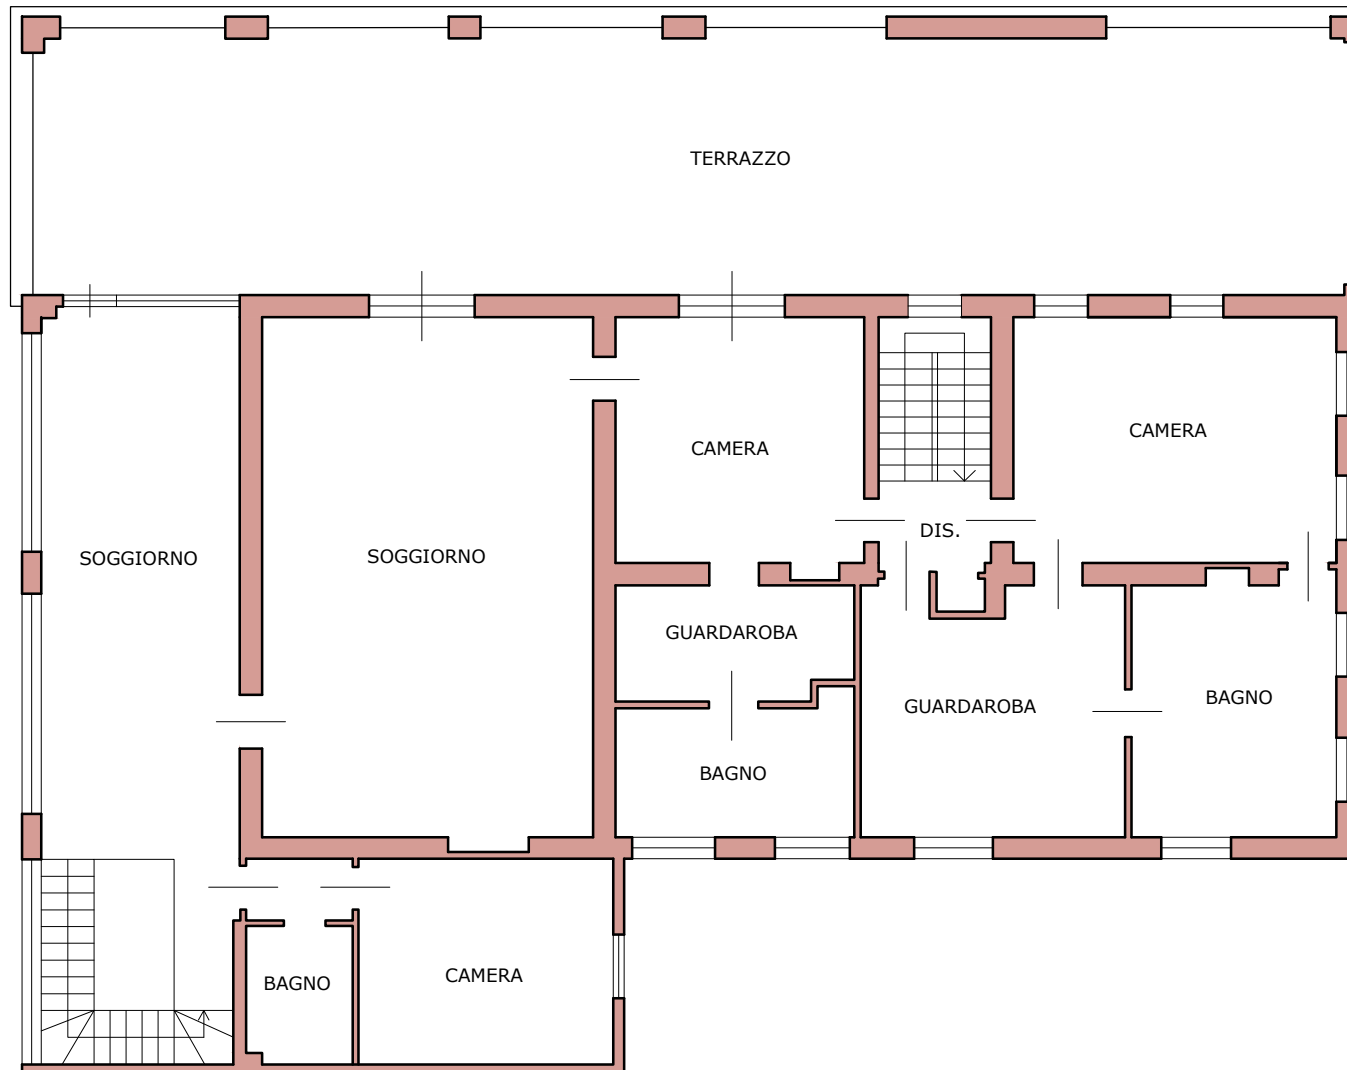 TERRAZZO
CAMERA
CAMERA
DIS.
SOGGIORNO
SOGGIORNO
GUARDAROBA
GUARDAROBA
BAGNO
BAGNO
BAGNO
CAMERA